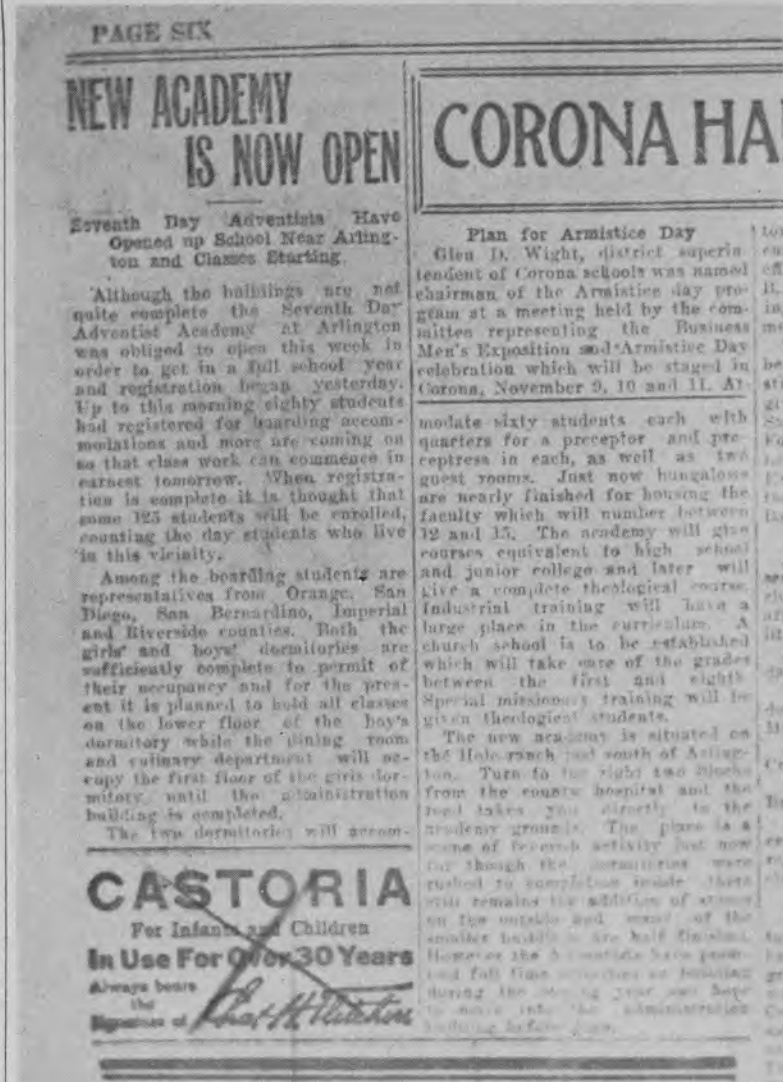 PAGE SIX
NEW ACADEMY
IS NOW OPEN
Seventh Day Adventists Have
Opened up School Near Arling-
ton and Classes Starting
Although the buildings are not
quite complete the Seventh Day
Adventist Academy at Arlington
was obliged to open this week in
order to get in a full school year
and registration began yesterday.
Up to this morning eighty students
had registered for boarding accom-
modations and more are coming on
so that class work can commence in
earnest tomorrow. When registra-
tion is complete it is thought that
some 125 students will be enrolled,
counting the day students who live
in this vicinity.
Among the boarding students are
representatives from Orange, San
Diego, San Bernardino, Imperial
and Riverside counties. Both the
girls' and boys' dormitories are
sufficiently complete to permit of
their occupancy and for the pres-
ent it is planned to hold all classes
on the lower floor of the boy's
dormitory while the dining room
and culinary department will oc-
cupy the first floor of the girls dor-
mitory until the administration
building is completed.
The two dormitories will accom-
CASTORIA
For Infants and Children
In Use For Over 30 Years
Always bears
the
Signature of
Chas H Fletcher
CORONA HA
Plan for Armistice Day
Glen D. Wight, district superin
tendent of Corona schools was named
chairman of the Armistice day pro-
gram at a meeting held by the com-
mittee representing the Business
Men's Exposition and Armistice Day
celebration which will be staged in
Corona, November 9, 10 and 11. At
modate sixty students each with
quarters for a preceptor and pre-
ceptress in each, as well as two
guest rooms. Just now bungalows
are nearly finished for housing the
faculty which will number between
12 and 15. The academy will give
courses equivalent to high school
and junior college and later will
give a complete theological course.
Industrial training will have a
large place in the curriculum. A
church school is to be established
which will take care of the grades
between the first and eighth.
Special missionary training will be
given theological students.
The new academy is situated on
the Hole ranch just south of Arling-
ton. Turn to the right two blocks
from the county hospital and the
road takes you directly to the
academy grounds. The place is a
scene of feverish activity just now
for though the dormitories were
rushed to completion inside there
still remains the addition of
on the outside and some of the
smaller buildings are half finished.
However the
full time
during the coming year and hope
to move into the administration
building before